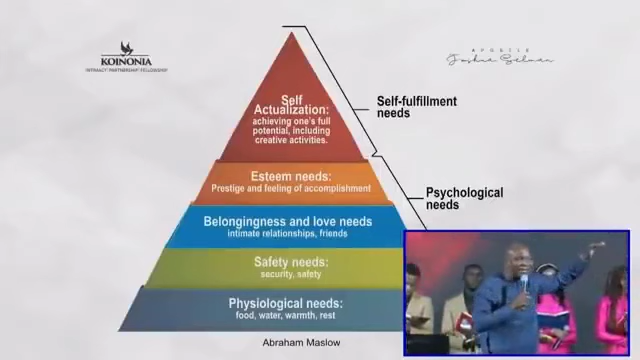 KOINONIA
INTIMACY | PARTNERSHIP | FELLOWSHIP
APOSTLE
Joshua Selman
Self
Actualization:
achieving one's full
potential, including
creative activities.
Self-fulfillment
needs
Esteem needs:
Prestige and feeling of accomplishment
Psychological
needs
Belongingness and love needs
intimate relationships, friends
Safety needs:
security, safety
Physiological needs:
food, water, warmth, rest
Abraham Maslow